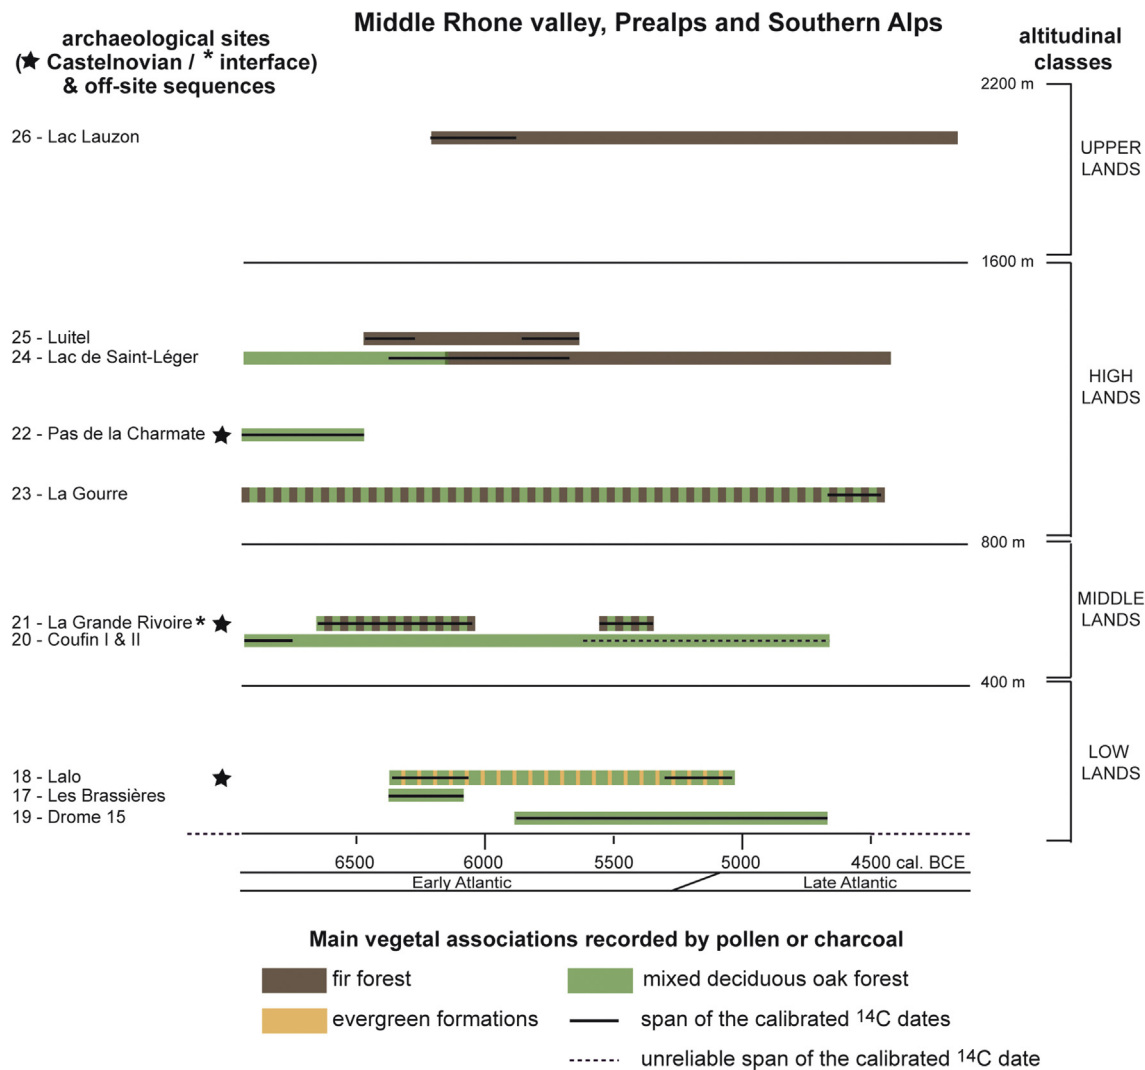 Middle Rhone valley, Prealps and Southern Alps
archaeological sites
(★ Castelnovian / * interface)
& off-site sequences
altitudinal
classes
2200 m
26 - Lac Lauzon
UPPER
LANDS
1600 m
25 - Luitel
24 - Lac de Saint-Léger
HIGH
LANDS
22 - Pas de la Charmate ★
23 - La Gourre
800 m
21 - La Grande Rivoire * ★
20 - Coufin I & II
MIDDLE
LANDS
400 m
18 - Lalo ★
17 - Les Brassières
19 - Drome 15
LOW
LANDS
6500 6000 5500 5000 4500 cal. BCE
Early Atlantic Late Atlantic
Main vegetal associations recorded by pollen or charcoal
fir forest mixed deciduous oak forest
evergreen formations span of the calibrated 14C dates
unreliable span of the calibrated 14C date